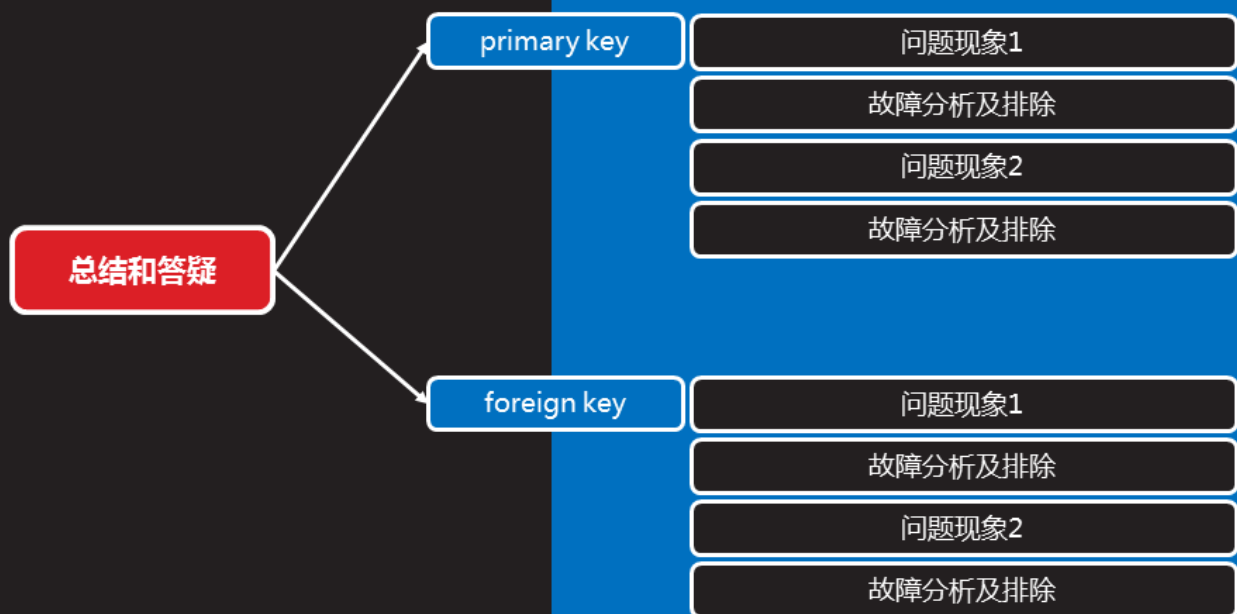 总结和答疑
primary key
问题现象1
故障分析及排除
问题现象2
故障分析及排除
foreign key
问题现象1
故障分析及排除
问题现象2
故障分析及排除